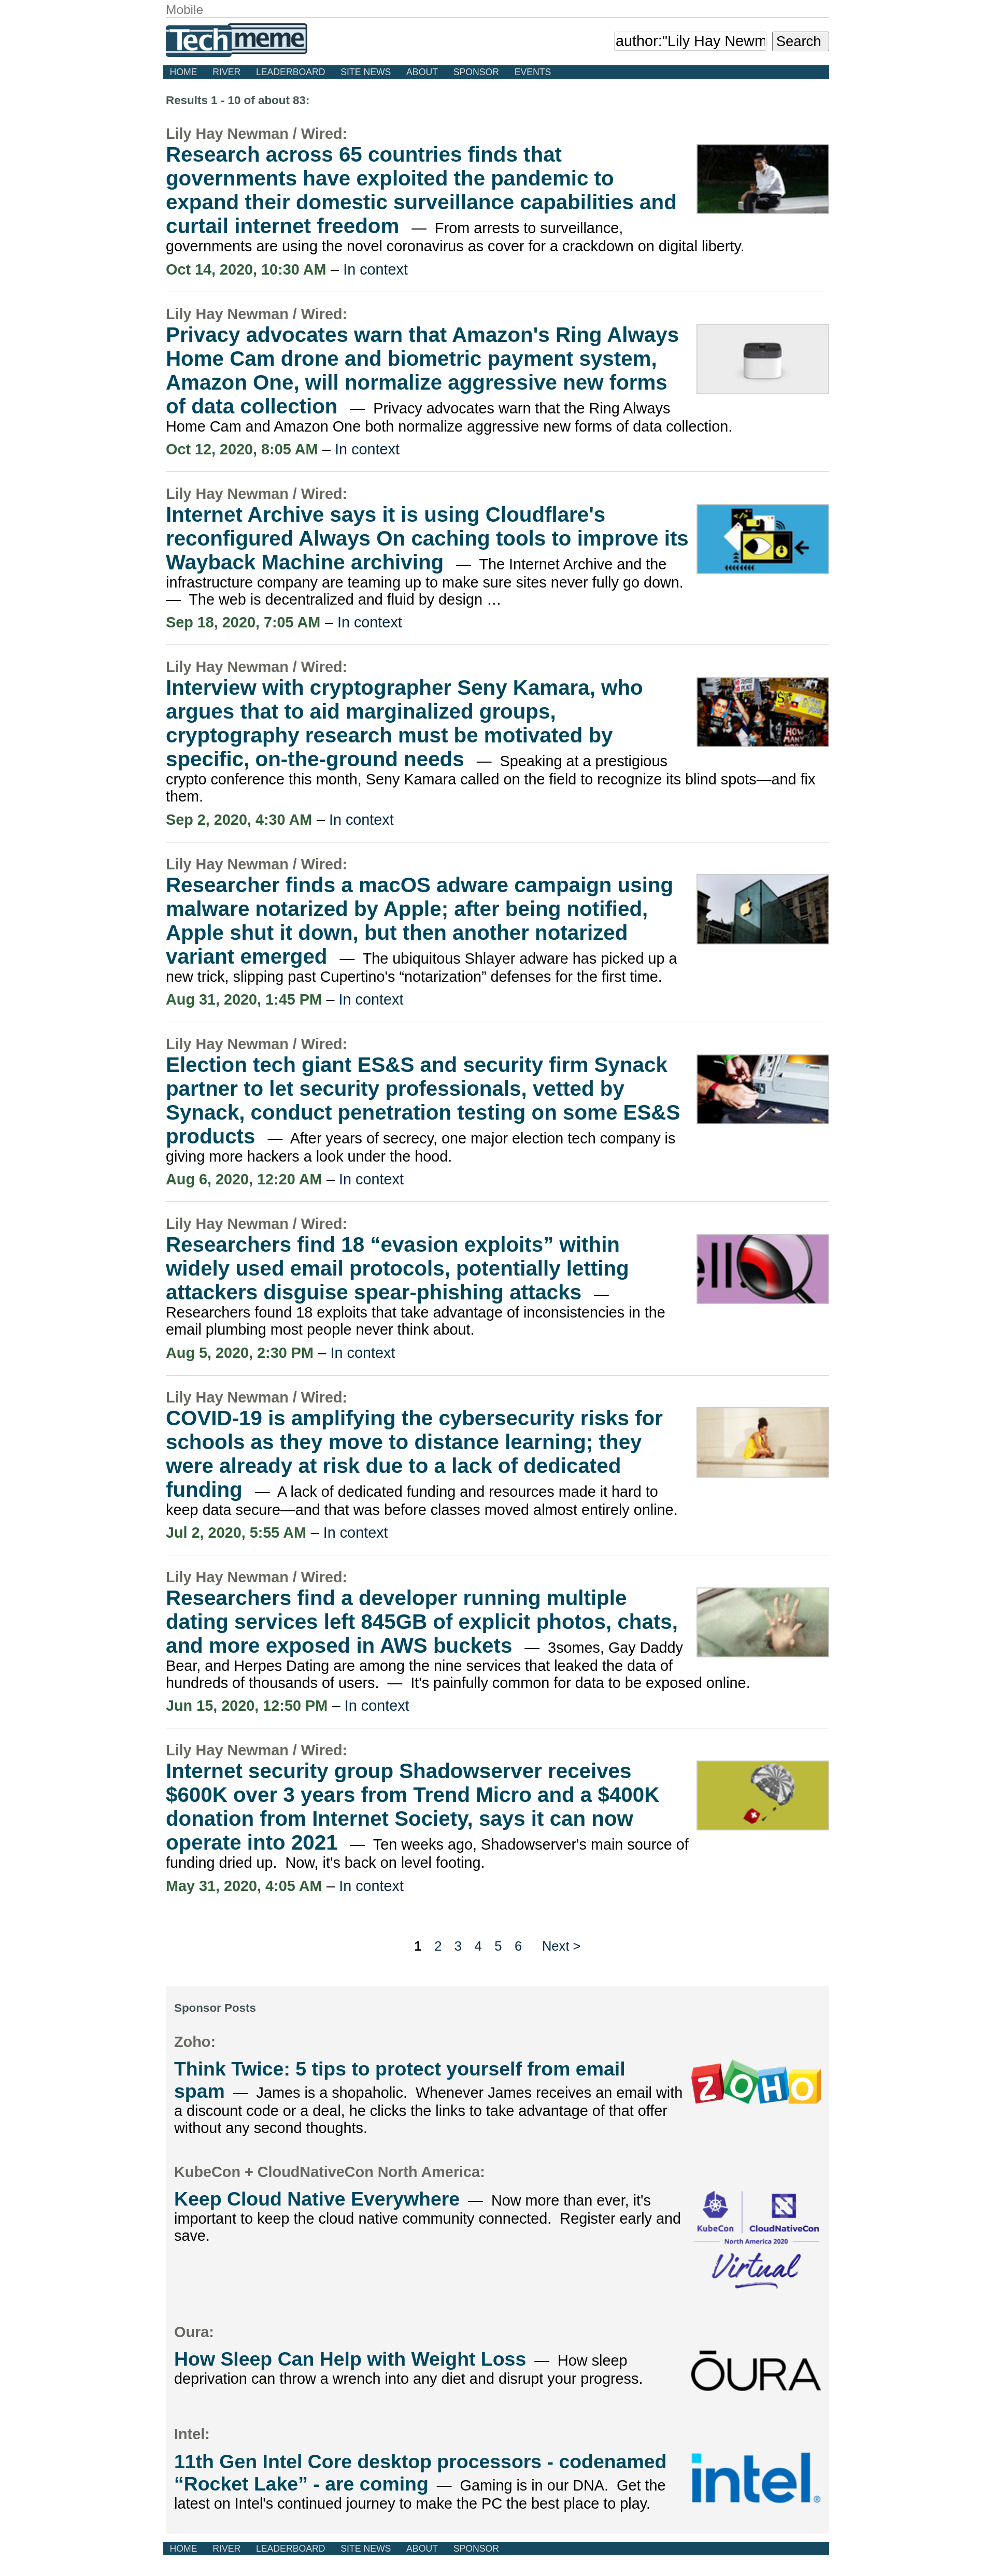 Mobile
Techmeme
author:"Lily Hay Newm
Search
HOME RIVER LEADERBOARD SITE NEWS ABOUT SPONSOR EVENTS
Results 1 - 10 of about 83:
Lily Hay Newman / Wired:
Research across 65 countries finds that
governments have exploited the pandemic to
expand their domestic surveillance capabilities and
curtail internet freedom — From arrests to surveillance,
governments are using the novel coronavirus as cover for a crackdown on digital liberty.
Oct 14, 2020, 10:30 AM – In context
Lily Hay Newman / Wired:
Privacy advocates warn that Amazon's Ring Always
Home Cam drone and biometric payment system,
Amazon One, will normalize aggressive new forms
of data collection — Privacy advocates warn that the Ring Always
Home Cam and Amazon One both normalize aggressive new forms of data collection.
Oct 12, 2020, 8:05 AM – In context
Lily Hay Newman / Wired:
Internet Archive says it is using Cloudflare's
reconfigured Always On caching tools to improve its
Wayback Machine archiving — The Internet Archive and the
infrastructure company are teaming up to make sure sites never fully go down.
— The web is decentralized and fluid by design …
Sep 18, 2020, 7:05 AM – In context
Lily Hay Newman / Wired:
Interview with cryptographer Seny Kamara, who
argues that to aid marginalized groups,
cryptography research must be motivated by
specific, on-the-ground needs — Speaking at a prestigious
crypto conference this month, Seny Kamara called on the field to recognize its blind spots—and fix
them.
Sep 2, 2020, 4:30 AM – In context
Lily Hay Newman / Wired:
Researcher finds a macOS adware campaign using
malware notarized by Apple; after being notified,
Apple shut it down, but then another notarized
variant emerged — The ubiquitous Shlayer adware has picked up a
new trick, slipping past Cupertino's “notarization” defenses for the first time.
Aug 31, 2020, 1:45 PM – In context
Lily Hay Newman / Wired:
Election tech giant ES&S and security firm Synack
partner to let security professionals, vetted by
Synack, conduct penetration testing on some ES&S
products — After years of secrecy, one major election tech company is
giving more hackers a look under the hood.
Aug 6, 2020, 12:20 AM – In context
Lily Hay Newman / Wired:
Researchers find 18 “evasion exploits” within
widely used email protocols, potentially letting
attackers disguise spear-phishing attacks —
Researchers found 18 exploits that take advantage of inconsistencies in the
email plumbing most people never think about.
Aug 5, 2020, 2:30 PM – In context
Lily Hay Newman / Wired:
COVID-19 is amplifying the cybersecurity risks for
schools as they move to distance learning; they
were already at risk due to a lack of dedicated
funding — A lack of dedicated funding and resources made it hard to
keep data secure—and that was before classes moved almost entirely online.
Jul 2, 2020, 5:55 AM – In context
Lily Hay Newman / Wired:
Researchers find a developer running multiple
dating services left 845GB of explicit photos, chats,
and more exposed in AWS buckets — 3somes, Gay Daddy
Bear, and Herpes Dating are among the nine services that leaked the data of
hundreds of thousands of users. — It's painfully common for data to be exposed online.
Jun 15, 2020, 12:50 PM – In context
Lily Hay Newman / Wired:
Internet security group Shadowserver receives
$600K over 3 years from Trend Micro and a $400K
donation from Internet Society, says it can now
operate into 2021 — Ten weeks ago, Shadowserver's main source of
funding dried up. Now, it's back on level footing.
May 31, 2020, 4:05 AM – In context
1 2 3 4 5 6 Next >
Sponsor Posts
Zoho:
Think Twice: 5 tips to protect yourself from email
spam — James is a shopaholic. Whenever James receives an email with
a discount code or a deal, he clicks the links to take advantage of that offer
without any second thoughts.
ZOHO
KubeCon + CloudNativeCon North America:
Keep Cloud Native Everywhere — Now more than ever, it's
important to keep the cloud native community connected. Register early and
save.
KubeCon CloudNativeCon
North America 2020
Virtual
Oura:
How Sleep Can Help with Weight Loss — How sleep
deprivation can throw a wrench into any diet and disrupt your progress.
ŌURA
Intel:
11th Gen Intel Core desktop processors - codenamed
“Rocket Lake” - are coming — Gaming is in our DNA. Get the
latest on Intel's continued journey to make the PC the best place to play.
intel®
HOME RIVER LEADERBOARD SITE NEWS ABOUT SPONSOR